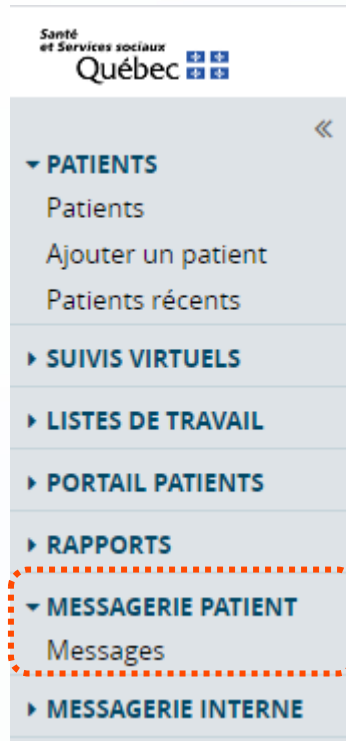 Santé
et Services sociaux
Québec
PATIENTS
Patients
Ajouter un patient
Patients récents
SUIVIS VIRTUELS
LISTES DE TRAVAIL
PORTAIL PATIENTS
RAPPORTS
MESSAGERIE PATIENT
Messages
MESSAGERIE INTERNE